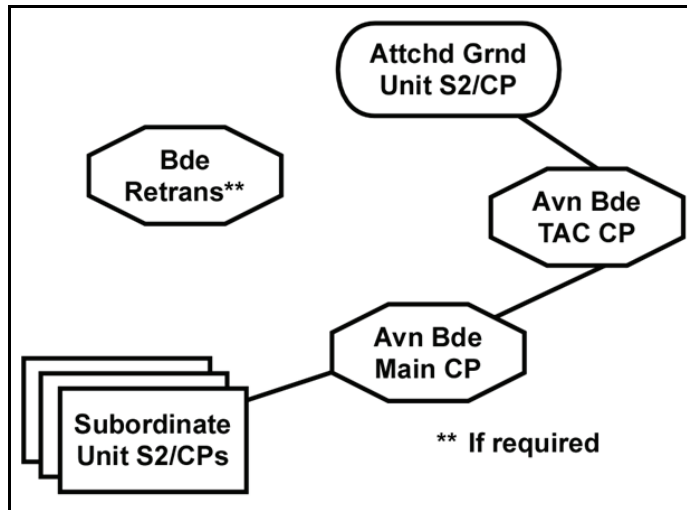 Attchd Grnd
Unit S2/CP
Bde
Retrans**
Avn Bde
TAC CP
Avn Bde
Main CP
Subordinate
Unit S2/CPs
** If required